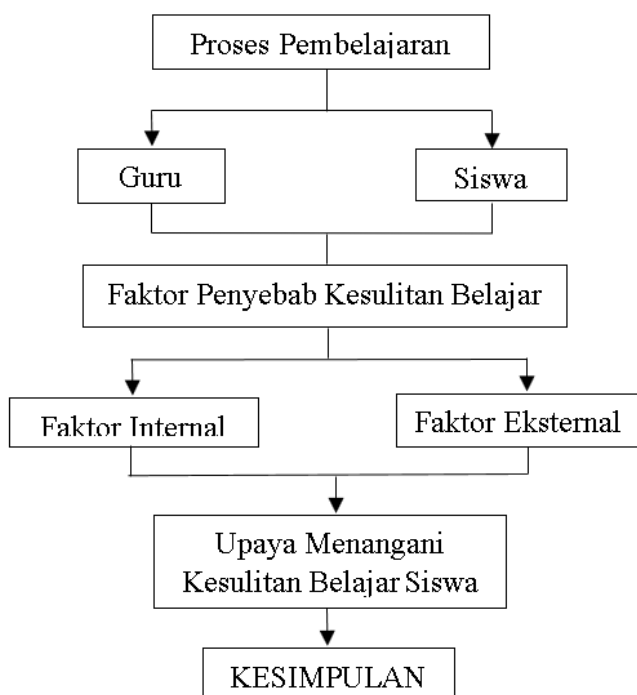 Proses Pembelajaran
Guru
Siswa
Faktor Penyebab Kesulitan Belajar
Faktor Internal
Faktor Eksternal
Upaya Menangani
Kesulitan Belajar Siswa
KESIMPULAN